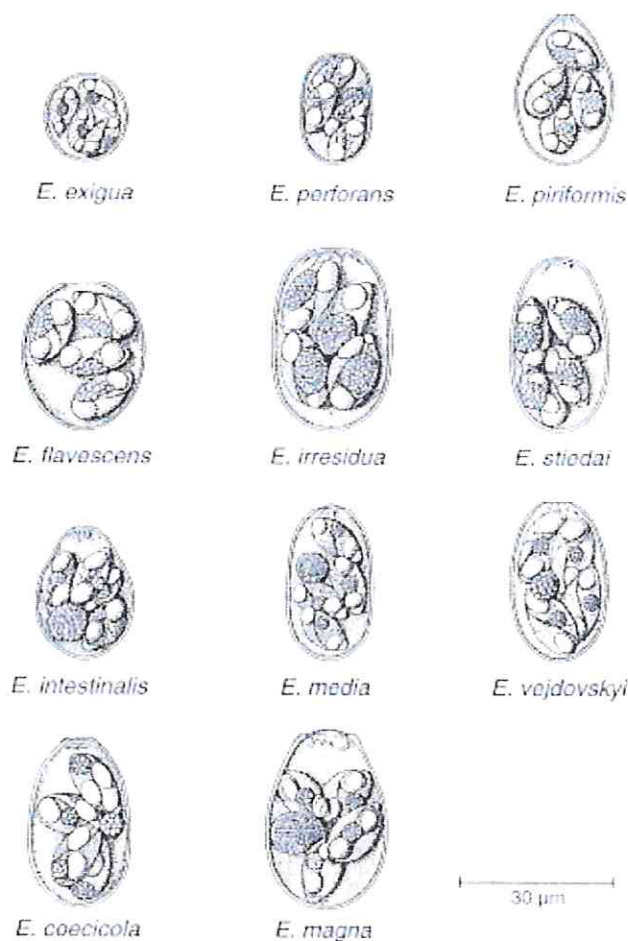 E. exigua
E. perforans
E. piriformis
E. flavescens
E. irresidua
E. stiedai
E. intestinalis
E. media
E. vejdovskyi
E. coecicola
E. magna
30 µm